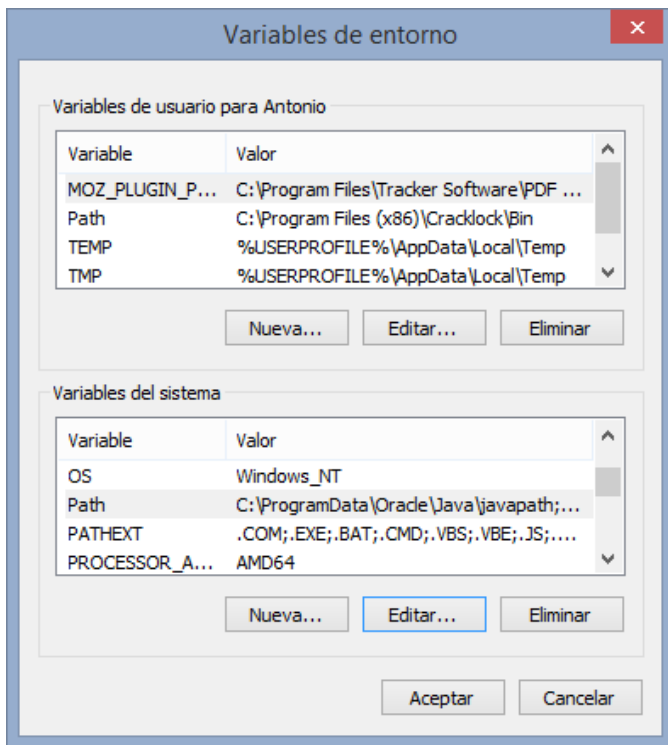 Variables de entorno
Variables de usuario para Antonio
Variable Valor
MOZ_PLUGIN_P... C:\Program Files\Tracker Software\PDF ...
Path C:\Program Files (x86)\Cracklock\Bin
TEMP %USERPROFILE%\AppData\Local\Temp
TMP %USERPROFILE%\AppData\Local\Temp
Nueva... Editar... Eliminar
Variables del sistema
Variable Valor
OS Windows_NT
Path C:\ProgramData\Oracle\Java\javapath;...
PATHEXT .COM;.EXE;.BAT;.CMD;.VBS;.VBE;.JS;....
PROCESSOR_A... AMD64
Nueva... Editar... Eliminar
Aceptar Cancelar